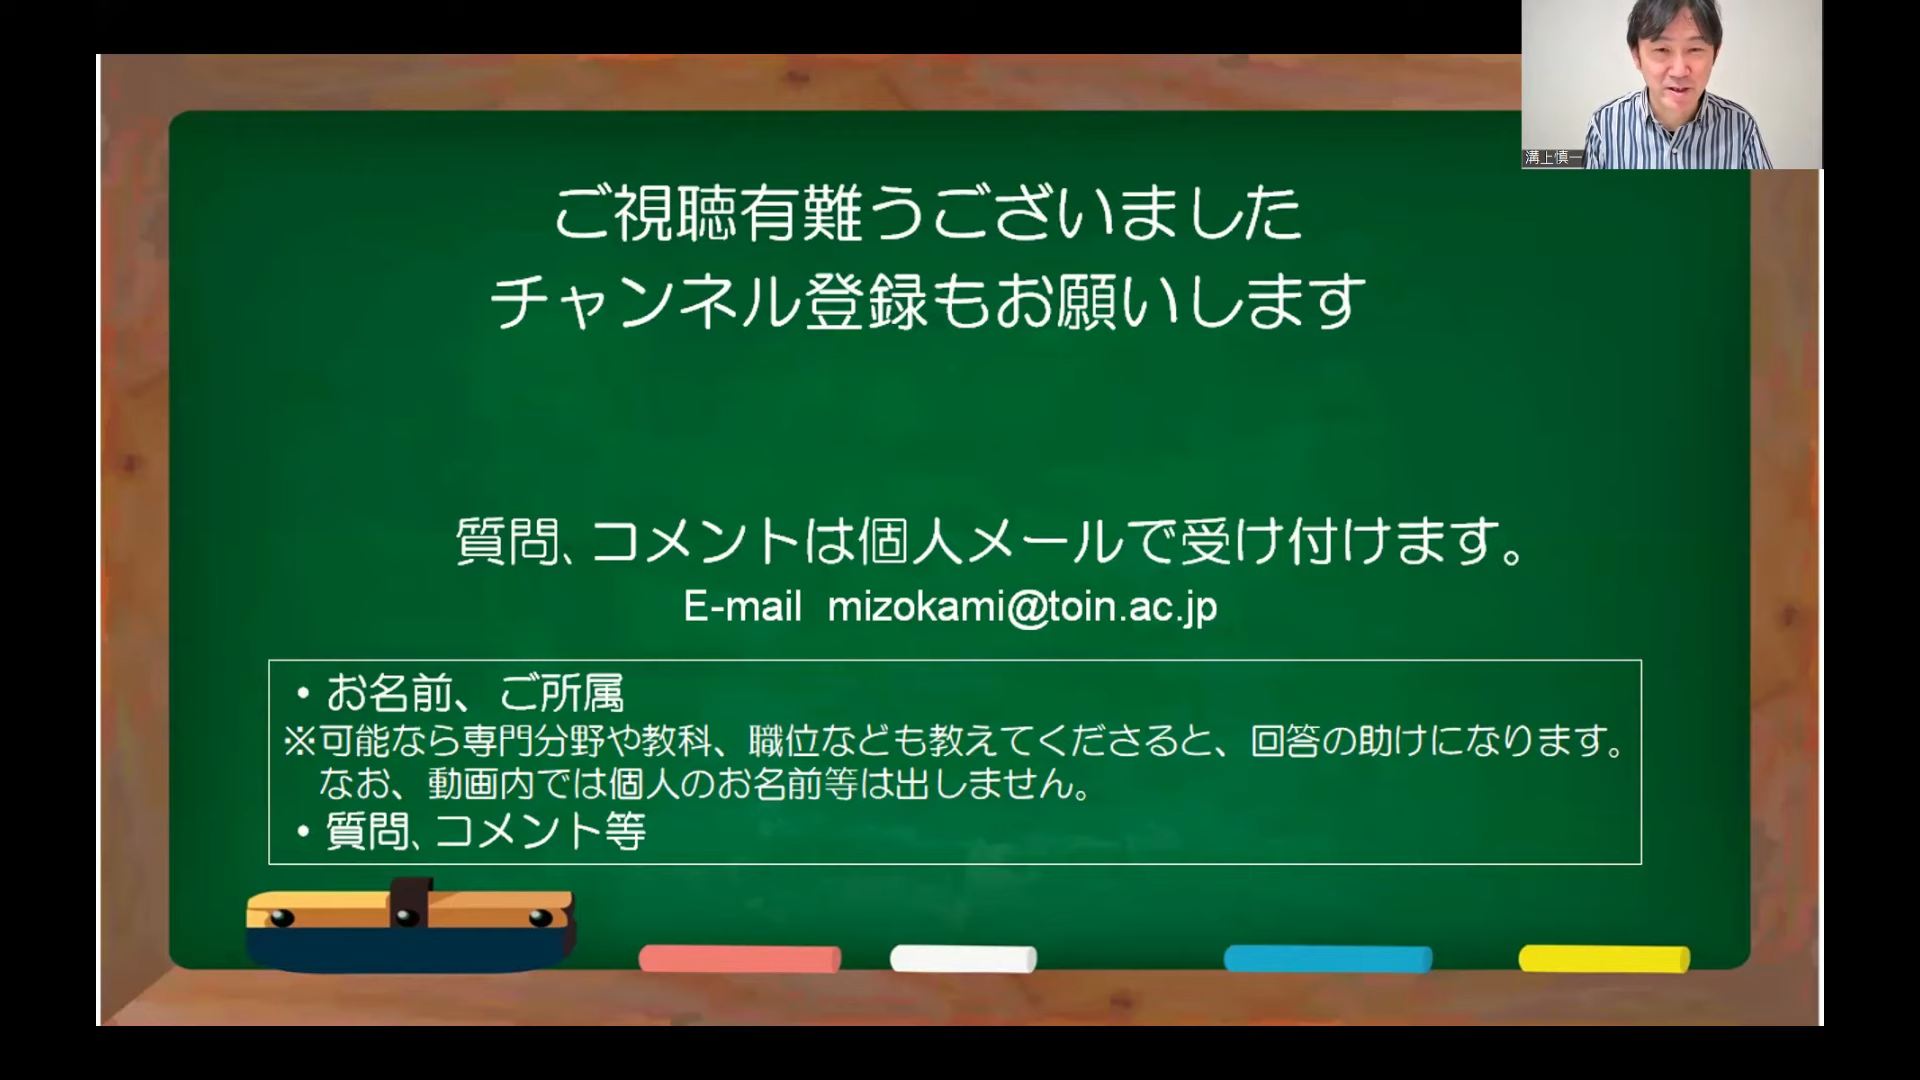 溝上慎一
ご視聴有難うございました
チャンネル登録もお願いします
質問、コメントは個人メールで受け付けます。
E-mail mizokami@toin.ac.jp
・お名前、ご所属
※可能なら専門分野や教科、職位なども教えてくださると、回答の助けになります。
なお、動画内では個人のお名前等は出しません。
・質問、コメント等